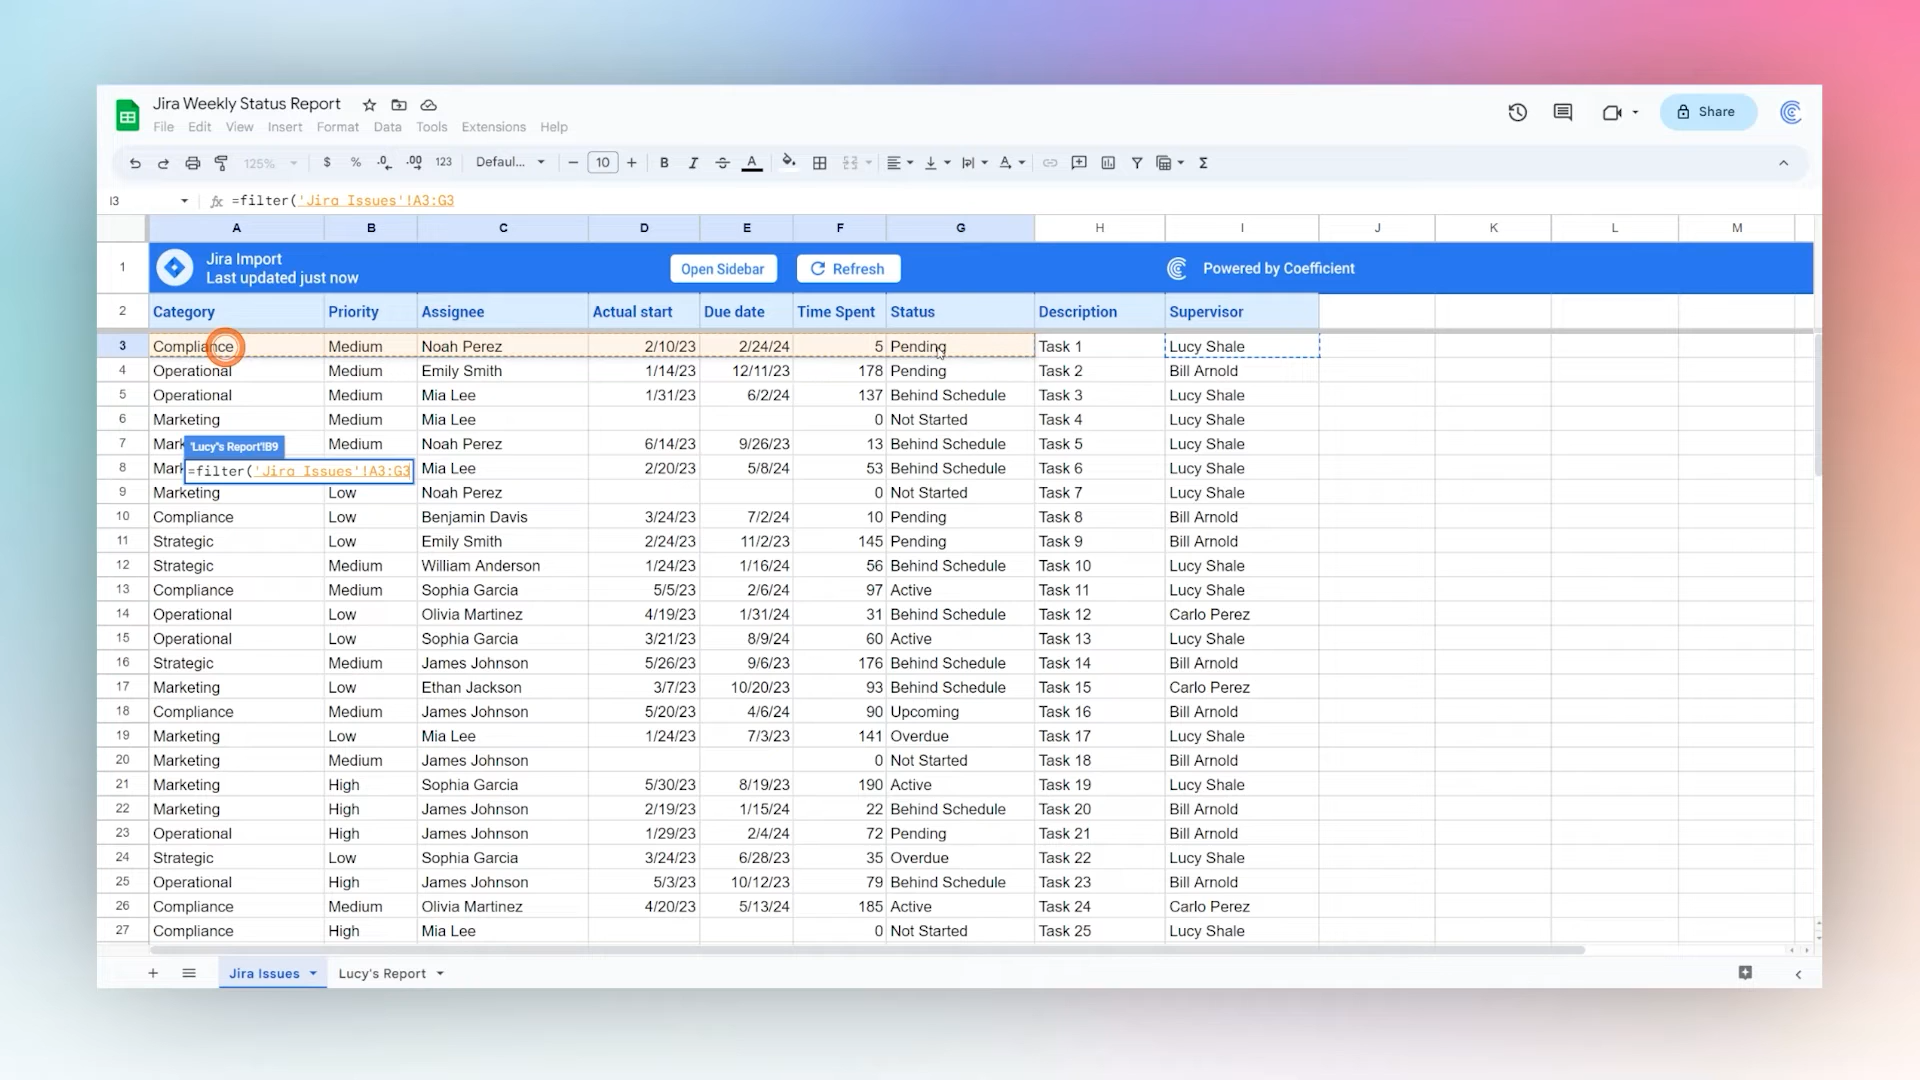 Jira Weekly Status Report
File Edit View Insert Format Data Tools Extensions Help
Share
125% $ % .0 .00 123 Defaul... − 10 + B I S A Σ
I3 fx =filter('Jira Issues'!A3:G3
A B C D E F G H I J K L M
1 Jira Import
Last updated just now
Open Sidebar Refresh Powered by Coefficient
2 Category Priority Assignee Actual start Due date Time Spent Status Description Supervisor
3 Compliance Medium Noah Perez 2/10/23 2/24/24 5 Pending Task 1 Lucy Shale
4 Operational Medium Emily Smith 1/14/23 12/11/23 178 Pending Task 2 Bill Arnold
5 Operational Medium Mia Lee 1/31/23 6/2/24 137 Behind Schedule Task 3 Lucy Shale
6 Marketing Medium Mia Lee 0 Not Started Task 4 Lucy Shale
7 Mar Medium Noah Perez 6/14/23 9/26/23 13 Behind Schedule Task 5 Lucy Shale
'Lucy''s Report'!B9
8 Mar Mia Lee 2/20/23 5/8/24 53 Behind Schedule Task 6 Lucy Shale
=filter('Jira Issues'!A3:G3
9 Marketing Low Noah Perez 0 Not Started Task 7 Lucy Shale
10 Compliance Low Benjamin Davis 3/24/23 7/2/24 10 Pending Task 8 Bill Arnold
11 Strategic Low Emily Smith 2/24/23 11/2/23 145 Pending Task 9 Bill Arnold
12 Strategic Medium William Anderson 1/24/23 1/16/24 56 Behind Schedule Task 10 Lucy Shale
13 Compliance Medium Sophia Garcia 5/5/23 2/6/24 97 Active Task 11 Lucy Shale
14 Operational Low Olivia Martinez 4/19/23 1/31/24 31 Behind Schedule Task 12 Carlo Perez
15 Operational Low Sophia Garcia 3/21/23 8/9/24 60 Active Task 13 Lucy Shale
16 Strategic Medium James Johnson 5/26/23 9/6/23 176 Behind Schedule Task 14 Bill Arnold
17 Marketing Low Ethan Jackson 3/7/23 10/20/23 93 Behind Schedule Task 15 Carlo Perez
18 Compliance Medium James Johnson 5/20/23 4/6/24 90 Upcoming Task 16 Bill Arnold
19 Marketing Low Mia Lee 1/24/23 7/3/23 141 Overdue Task 17 Lucy Shale
20 Marketing Medium James Johnson 0 Not Started Task 18 Bill Arnold
21 Marketing High Sophia Garcia 5/30/23 8/19/23 190 Active Task 19 Lucy Shale
22 Marketing High James Johnson 2/19/23 1/15/24 22 Behind Schedule Task 20 Bill Arnold
23 Operational High James Johnson 1/29/23 2/4/24 72 Pending Task 21 Bill Arnold
24 Strategic Low Sophia Garcia 3/24/23 6/28/23 35 Overdue Task 22 Lucy Shale
25 Operational High James Johnson 5/3/23 10/12/23 79 Behind Schedule Task 23 Bill Arnold
26 Compliance Medium Olivia Martinez 4/20/23 5/13/24 185 Active Task 24 Carlo Perez
27 Compliance High Mia Lee 0 Not Started Task 25 Lucy Shale
Jira Issues Lucy's Report